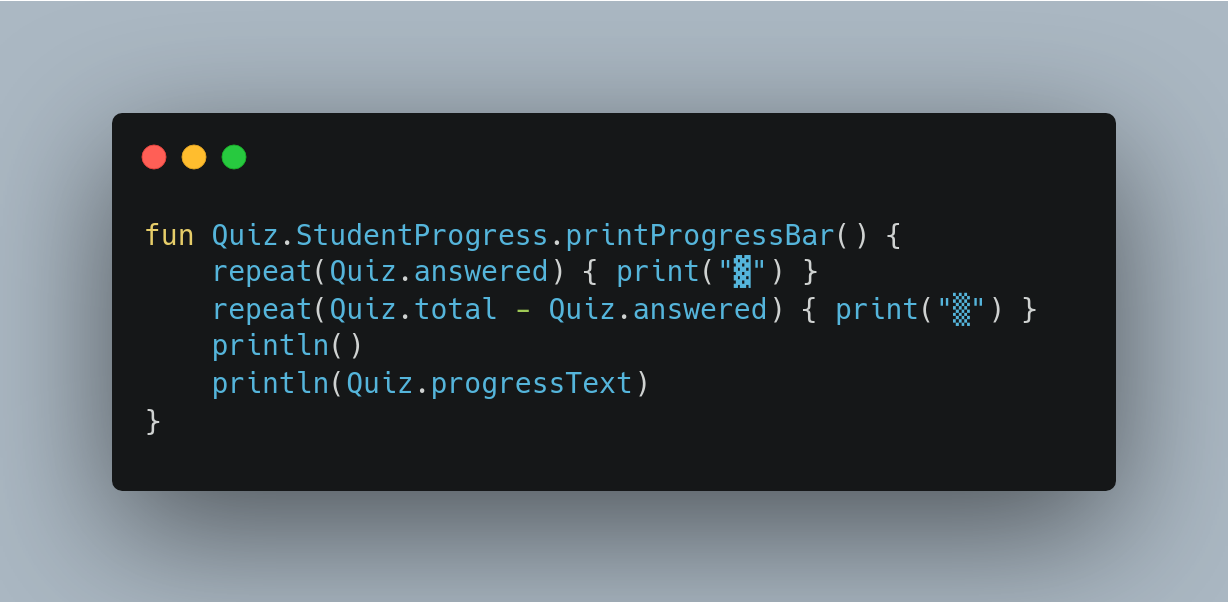 fun Quiz.StudentProgress.printProgressBar() {
    repeat(Quiz.answered) { print("▓") }
    repeat(Quiz.total - Quiz.answered) { print("▒") }
    println()
    println(Quiz.progressText)
}